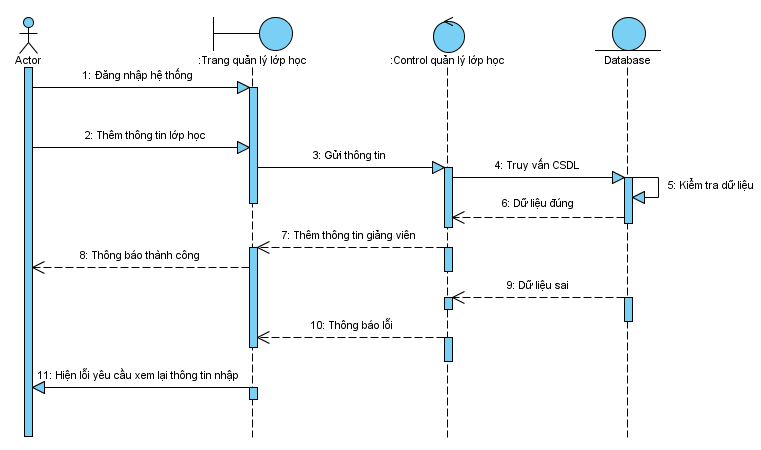 Actor
:Trang quản lý lớp học
:Control quản lý lớp học
Database
1: Đăng nhập hệ thống
2: Thêm thông tin lớp học
3: Gửi thông tin
4: Truy vấn CSDL
5: Kiểm tra dữ liệu
6: Dữ liệu đúng
7: Thêm thông tin giảng viên
8: Thông báo thành công
9: Dữ liệu sai
10: Thông báo lỗi
11: Hiện lỗi yêu cầu xem lại thông tin nhập